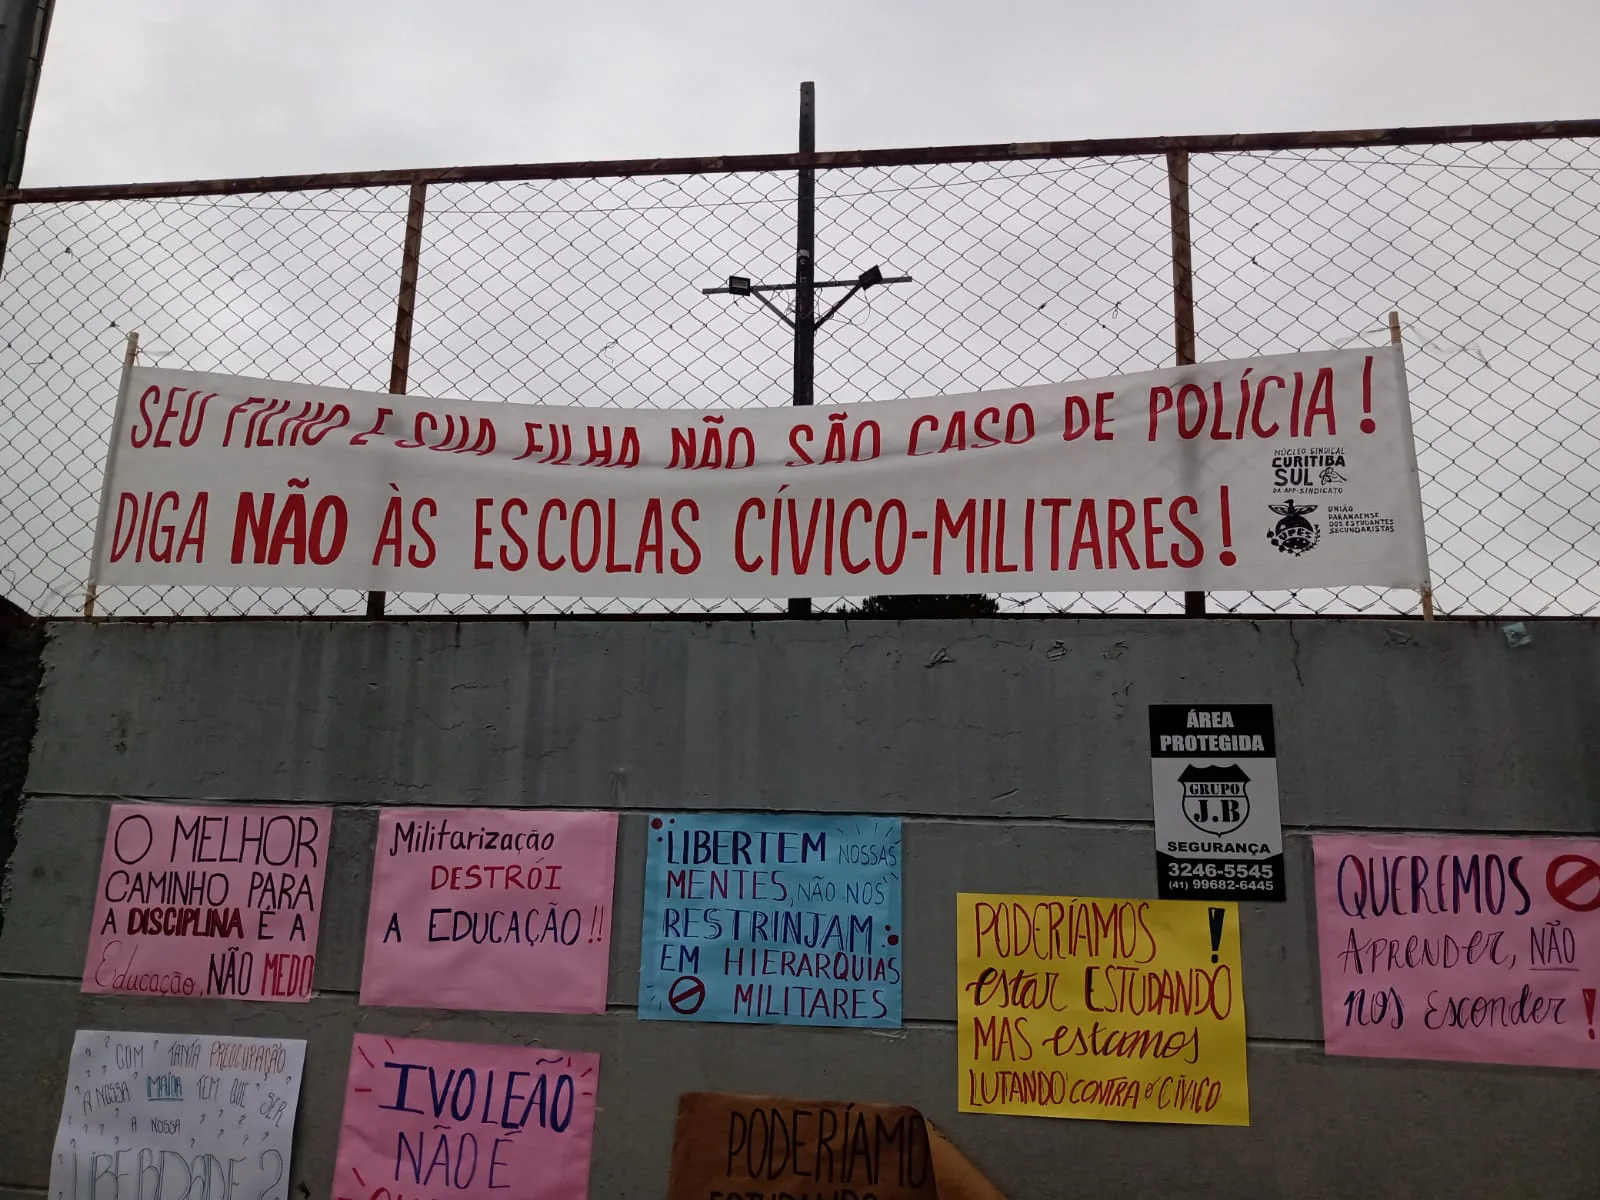 SEU FILHO E SUA FILHA NÃO SÃO CASO DE POLÍCIA!
DIGA NÃO ÀS ESCOLAS CÍVICO-MILITARES!
NÚCLEO SINDICAL
CURITIBA
SUL
DA APP-SINDICATO
UPES
UNIÃO
PARANAENSE
DOS ESTUDANTES
SECUNDARISTAS
ÁREA
PROTEGIDA
GRUPO
J.B
SEGURANÇA
3246-5545
(41) 99682-6445
O MELHOR
CAMINHO PARA
A DISCIPLINA É A
Educação, NÃO MEDO
Militarização
DESTRÓI
A EDUCAÇÃO!!
LIBERTEM NOSSAS
MENTES, NÃO NOS
RESTRINJAM
EM HIERARQUIAS
MILITARES
PODERÍAMOS !
estar ESTUDANDO
MAS estamos
LUTANDO CONTRA o CÍVICO
QUEREMOS
APRENDER, NÃO
nos esconder!
COM TANTA PREOCUPAÇÃO
A NOSSA MAIOR TEM QUE SER
A NOSSA
LIBERDADE?
IVO LEÃO
NÃO É
PODERÍAMO
ESTUDANDO